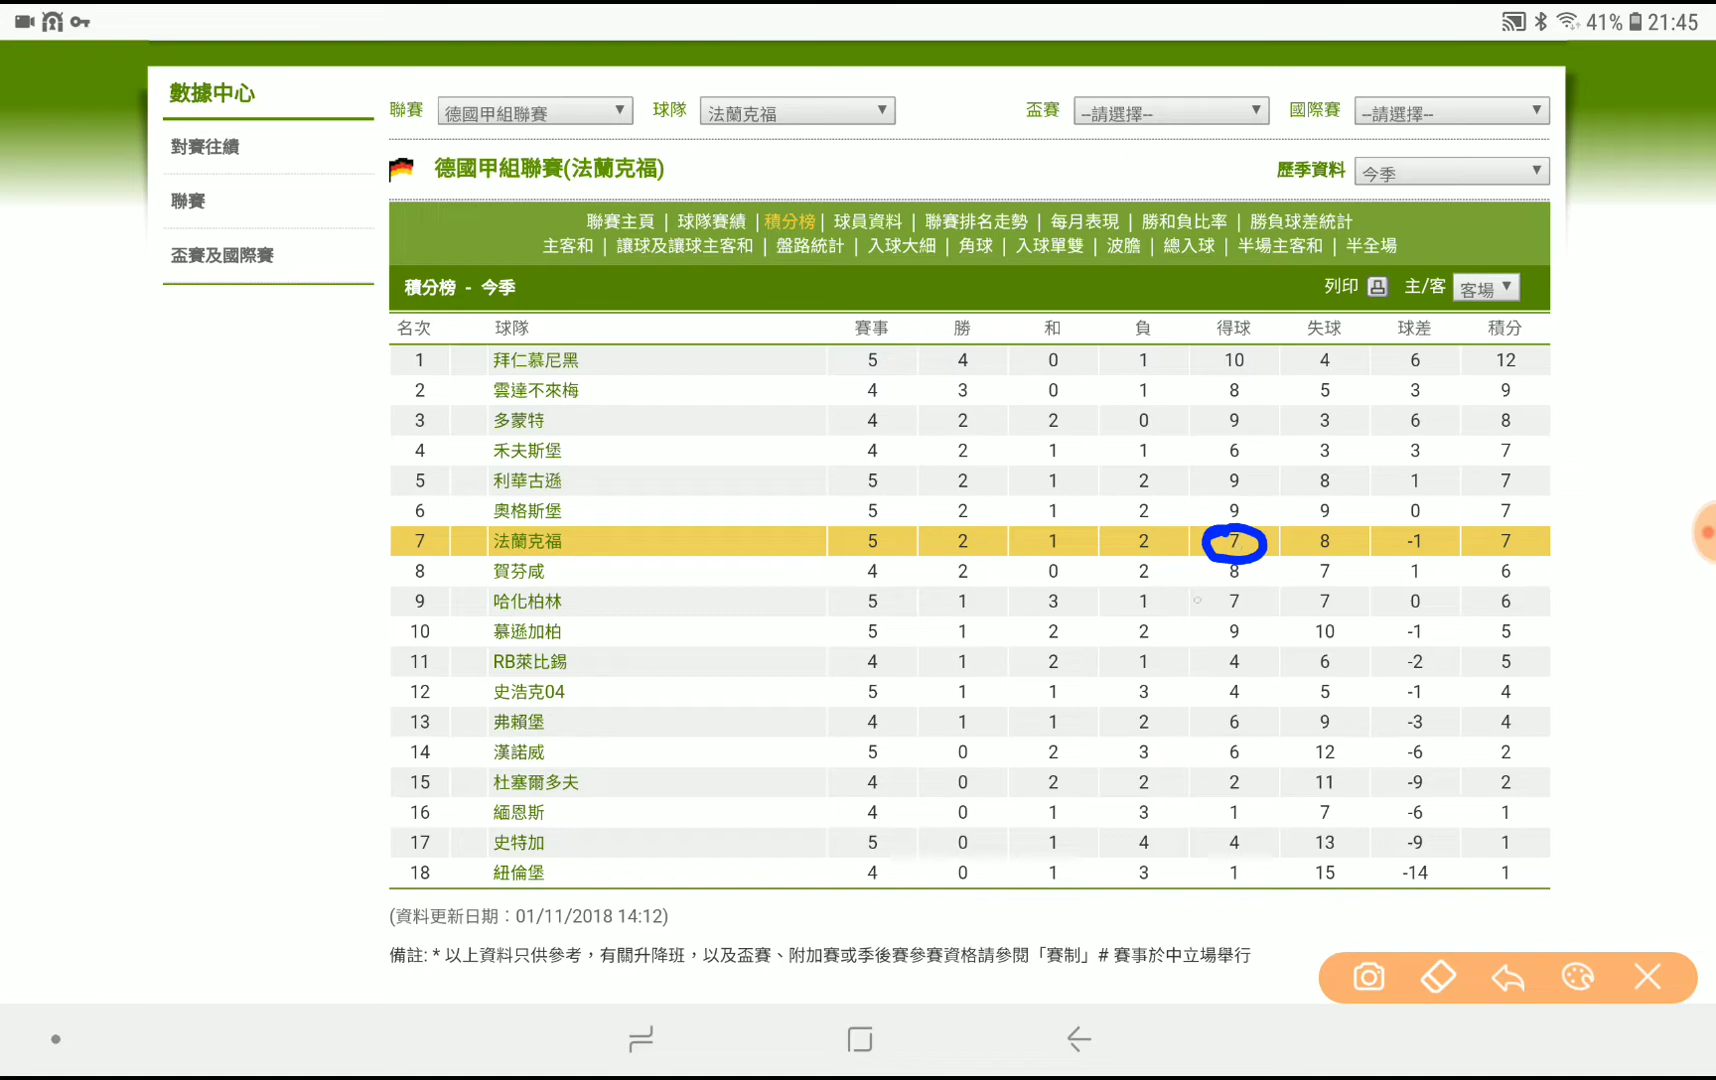 41% 21:45
數據中心
對賽往績
聯賽
盃賽及國際賽
聯賽 德國甲組聯賽 球隊 法蘭克福 盃賽 --請選擇-- 國際賽 --請選擇--
德國甲組聯賽(法蘭克福) 歷季資料 今季
聯賽主頁 | 球隊賽績 | 積分榜 | 球員資料 | 聯賽排名走勢 | 每月表現 | 勝和負比率 | 勝負球差統計
主客和 | 讓球及讓球主客和 | 盤路統計 | 入球大細 | 角球 | 入球單雙 | 波膽 | 總入球 | 半場主客和 | 半全場
積分榜 - 今季 列印 主/客 客場
名次 球隊 賽事 勝 和 負 得球 失球 球差 積分
1 拜仁慕尼黑 5 4 0 1 10 4 6 12
2 雲達不來梅 4 3 0 1 8 5 3 9
3 多蒙特 4 2 2 0 9 3 6 8
4 禾夫斯堡 4 2 1 1 6 3 3 7
5 利華古遜 5 2 1 2 9 8 1 7
6 奧格斯堡 5 2 1 2 9 9 0 7
7 法蘭克福 5 2 1 2 7 8 -1 7
8 賀芬咸 4 2 0 2 8 7 1 6
9 哈化柏林 5 1 3 1 7 7 0 6
10 慕遜加柏 5 1 2 2 9 10 -1 5
11 RB萊比錫 4 1 2 1 4 6 -2 5
12 史浩克04 5 1 1 3 4 5 -1 4
13 弗賴堡 4 1 1 2 6 9 -3 4
14 漢諾威 5 0 2 3 6 12 -6 2
15 杜塞爾多夫 4 0 2 2 2 11 -9 2
16 緬恩斯 4 0 1 3 1 7 -6 1
17 史特加 5 0 1 4 4 13 -9 1
18 紐倫堡 4 0 1 3 1 15 -14 1
(資料更新日期：01/11/2018 14:12)
備註: * 以上資料只供參考，有關升降班，以及盃賽、附加賽或季後賽參賽資格請參閱「賽制」# 賽事於中立場舉行